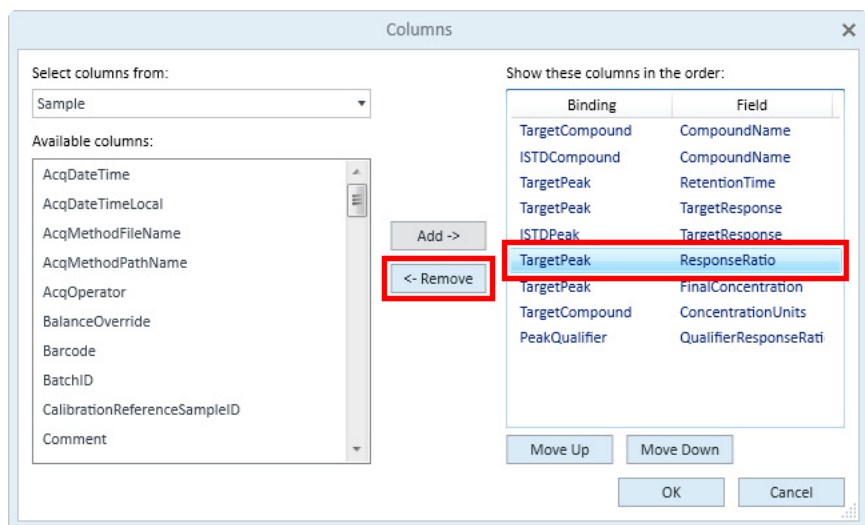 Columns
Select columns from:
Sample
Available columns:
AcqDateTime
AcqDateTimeLocal
AcqMethodFileName
AcqMethodPathName
AcqOperator
BalanceOverride
Barcode
BatchID
CalibrationReferenceSampleID
Comment
Add ->
<- Remove
Show these columns in the order:
Binding Field
TargetCompound CompoundName
ISTDCompound CompoundName
TargetPeak RetentionTime
TargetPeak TargetResponse
ISTDPeak TargetResponse
TargetPeak ResponseRatio
TargetPeak FinalConcentration
TargetCompound ConcentrationUnits
PeakQualifier QualifierResponseRati
Move Up Move Down
OK Cancel